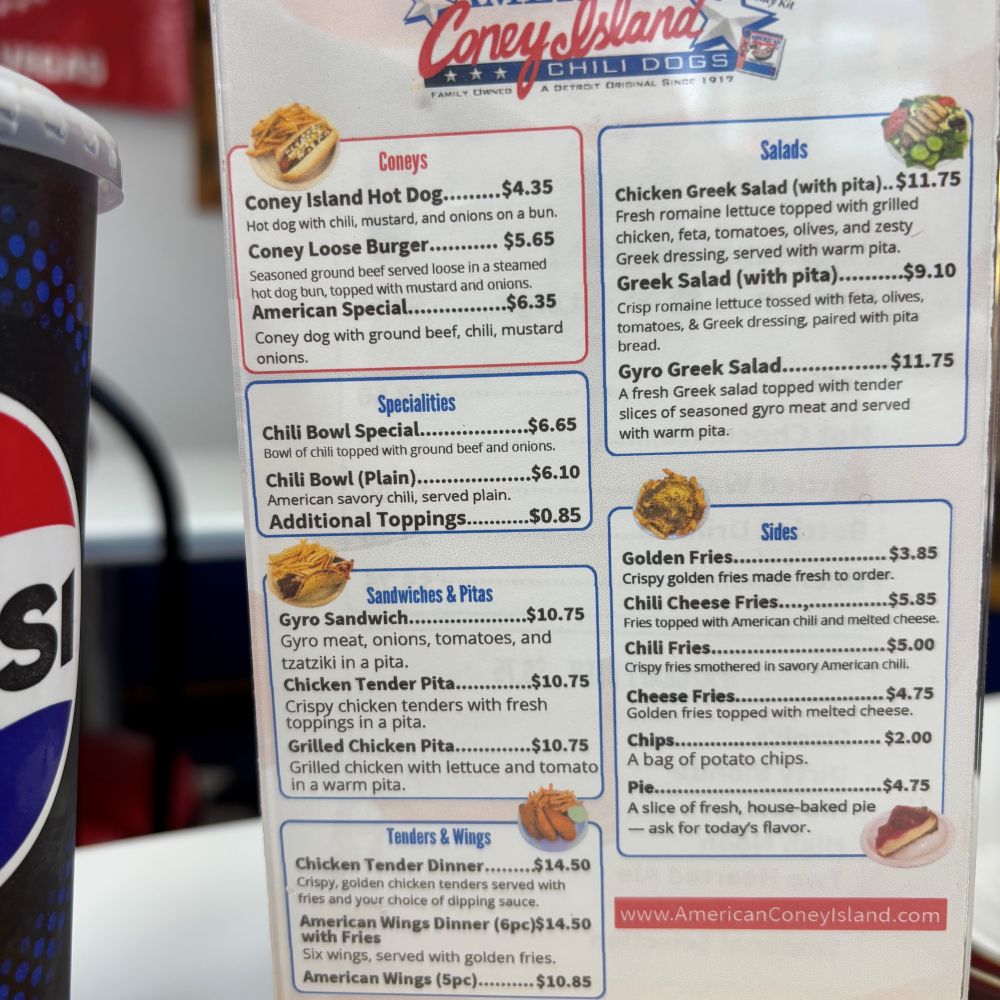 Coney Island
CHILI DOGS
FAMILY OWNED A DETROIT ORIGINAL SINCE 1917
Coneys
Coney Island Hot Dog.........$4.35
Hot dog with chili, mustard, and onions on a bun.
Coney Loose Burger........... $5.65
Seasoned ground beef served loose in a steamed
hot dog bun, topped with mustard and onions.
American Special................$6.35
Coney dog with ground beef, chili, mustard
onions.
Specialities
Chili Bowl Special....................$6.65
Bowl of chili topped with ground beef and onions.
Chili Bowl (Plain).....................$6.10
American savory chili, served plain.
Additional Toppings...........$0.85
Sandwiches & Pitas
Gyro Sandwich......................$10.75
Gyro meat, onions, tomatoes, and
tzatziki in a pita.
Chicken Tender Pita.............$10.75
Crispy chicken tenders with fresh
toppings in a pita.
Grilled Chicken Pita.............$10.75
Grilled chicken with lettuce and tomato
in a warm pita.
Tenders & Wings
Chicken Tender Dinner.........$14.50
Crispy, golden chicken tenders served with
fries and your choice of dipping sauce.
American Wings Dinner (6pc)$14.50
with Fries
Six wings, served with golden fries.
American Wings (5pc)..........$10.85
Salads
Chicken Greek Salad (with pita)..$11.75
Fresh romaine lettuce topped with grilled
chicken, feta, tomatoes, olives, and zesty
Greek dressing, served with warm pita.
Greek Salad (with pita)..........$9.10
Crisp romaine lettuce tossed with feta, olives,
tomatoes, & Greek dressing, paired with pita
bread.
Gyro Greek Salad................$11.75
A fresh Greek salad topped with tender
slices of seasoned gyro meat and served
with warm pita.
Sides
Golden Fries.......................... $3.85
Crispy golden fries made fresh to order.
Chili Cheese Fries....,..............$5.85
Fries topped with American chili and melted cheese.
Chili Fries..............................$5.00
Crispy fries smothered in savory American chili.
Cheese Fries......................... $4.75
Golden fries topped with melted cheese.
Chips.................................... $2.00
A bag of potato chips.
Pie.......................................$4.75
A slice of fresh, house-baked pie
— ask for today's flavor.
www.AmericanConeyIsland.com